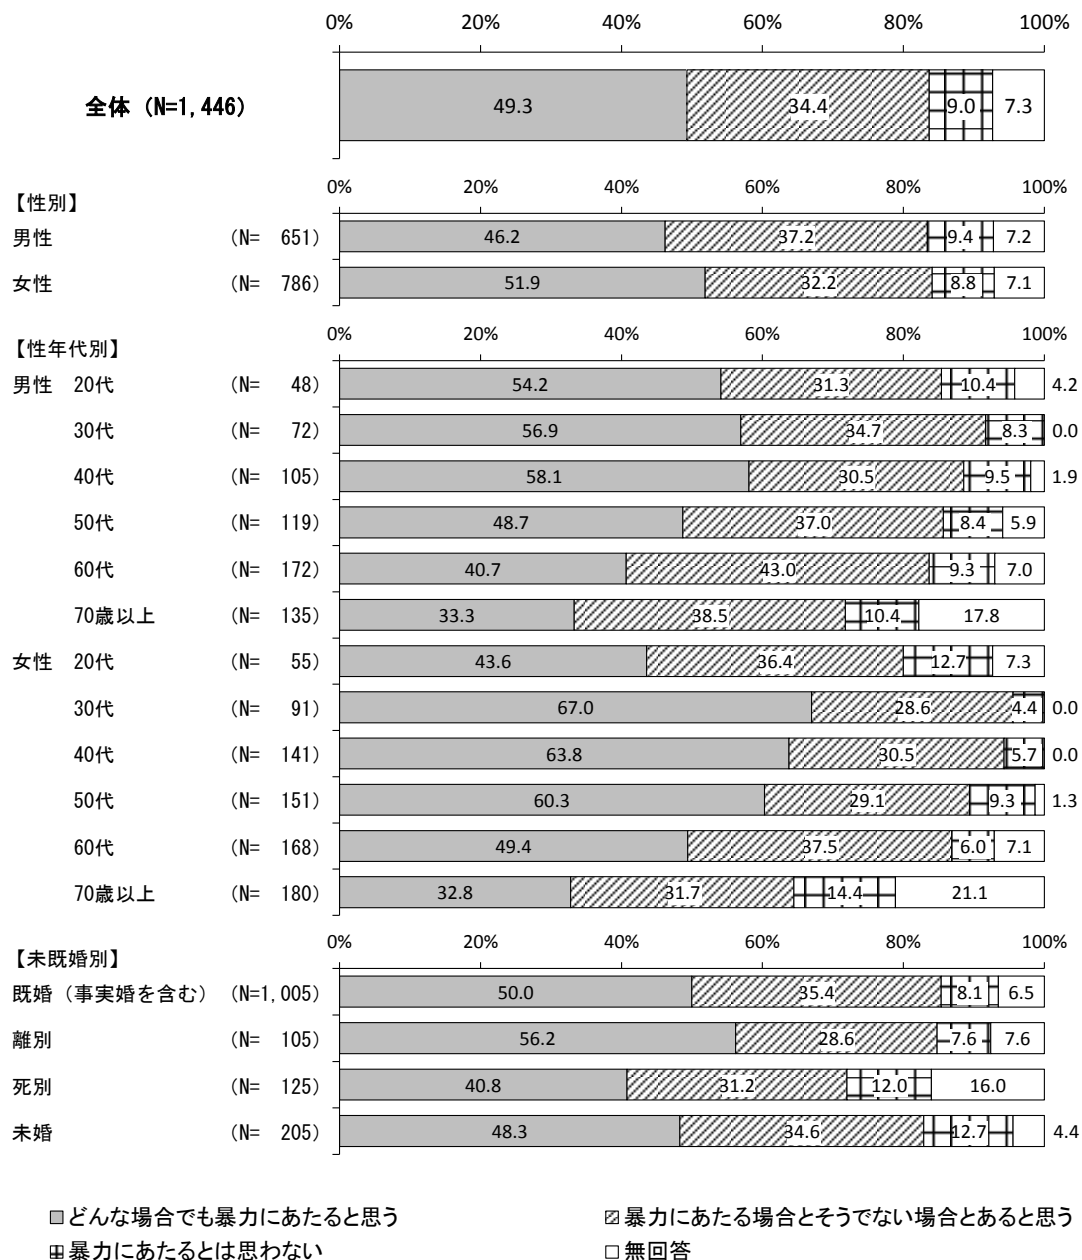 0% 20% 40% 60% 80% 100%
全体 (N=1,446) 49.3 34.4 9.0 7.3
0% 20% 40% 60% 80% 100%
【性別】
男性 (N= 651) 46.2 37.2 9.4 7.2
女性 (N= 786) 51.9 32.2 8.8 7.1
0% 20% 40% 60% 80% 100%
【性年代別】
男性 20代 (N= 48) 54.2 31.3 10.4 4.2
30代 (N= 72) 56.9 34.7 8.3 0.0
40代 (N= 105) 58.1 30.5 9.5 1.9
50代 (N= 119) 48.7 37.0 8.4 5.9
60代 (N= 172) 40.7 43.0 9.3 7.0
70歳以上 (N= 135) 33.3 38.5 10.4 17.8
女性 20代 (N= 55) 43.6 36.4 12.7 7.3
30代 (N= 91) 67.0 28.6 4.4 0.0
40代 (N= 141) 63.8 30.5 5.7 0.0
50代 (N= 151) 60.3 29.1 9.3 1.3
60代 (N= 168) 49.4 37.5 6.0 7.1
70歳以上 (N= 180) 32.8 31.7 14.4 21.1
0% 20% 40% 60% 80% 100%
【未既婚別】
既婚（事実婚を含む） (N=1,005) 50.0 35.4 8.1 6.5
離別 (N= 105) 56.2 28.6 7.6 7.6
死別 (N= 125) 40.8 31.2 12.0 16.0
未婚 (N= 205) 48.3 34.6 12.7 4.4
どんな場合でも暴力にあたると思う 暴力にあたる場合とそうでない場合とあると思う
暴力にあたるとは思わない 無回答